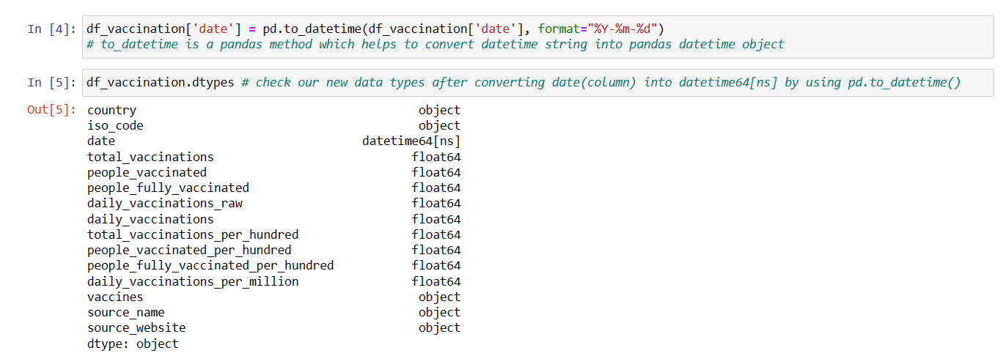 In [4]: df_vaccination['date'] = pd.to_datetime(df_vaccination['date'], format="%Y-%m-%d")
# to_datetime is a pandas method which helps to convert datetime string into pandas datetime object
In [5]: df_vaccination.dtypes # check our new data types after converting date(column) into datetime64[ns] by using pd.to_datetime()
Out[5]: country object
iso_code object
date datetime64[ns]
total_vaccinations float64
people_vaccinated float64
people_fully_vaccinated float64
daily_vaccinations_raw float64
daily_vaccinations float64
total_vaccinations_per_hundred float64
people_vaccinated_per_hundred float64
people_fully_vaccinated_per_hundred float64
daily_vaccinations_per_million float64
vaccines object
source_name object
source_website object
dtype: object